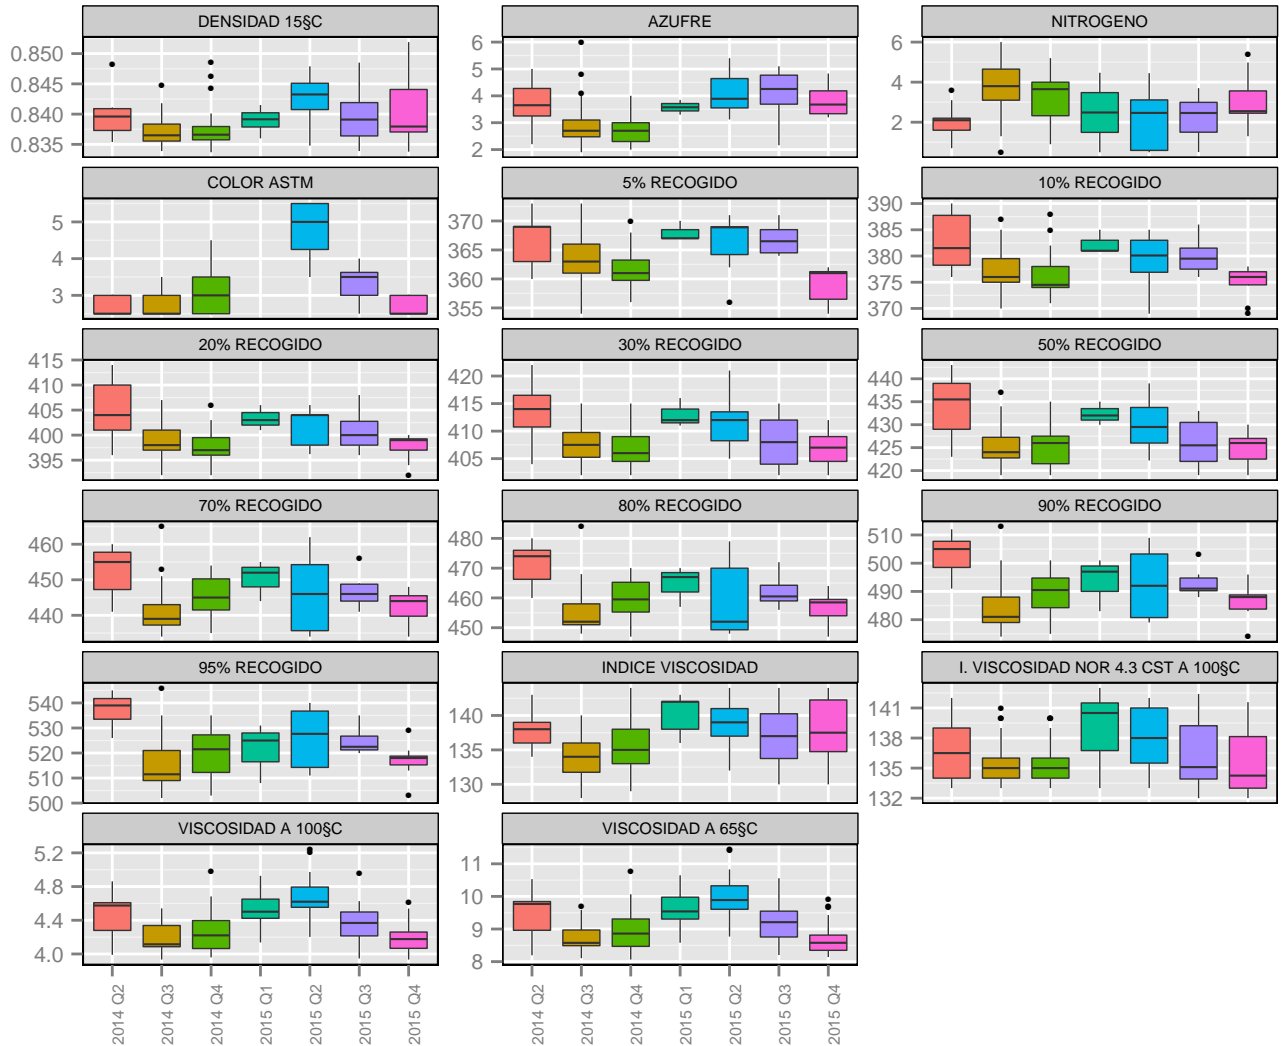 DENSIDAD 15§C
AZUFRE
NITROGENO
0.850
0.845
0.840
0.835
6
5
4
3
2
6
4
2
COLOR ASTM
5% RECOGIDO
10% RECOGIDO
5
4
3
370
365
360
355
390
385
380
375
370
20% RECOGIDO
30% RECOGIDO
50% RECOGIDO
415
410
405
400
395
420
415
410
405
440
435
430
425
420
70% RECOGIDO
80% RECOGIDO
90% RECOGIDO
460
450
440
480
470
460
450
510
500
490
480
95% RECOGIDO
INDICE VISCOSIDAD
I. VISCOSIDAD NOR 4.3 CST A 100§C
540
530
520
510
500
140
135
130
141
138
135
132
VISCOSIDAD A 100§C
VISCOSIDAD A 65§C
5.2
4.8
4.4
4.0
11
10
9
8
2014 Q2
2014 Q3
2014 Q4
2015 Q1
2015 Q2
2015 Q3
2015 Q4
2014 Q2
2014 Q3
2014 Q4
2015 Q1
2015 Q2
2015 Q3
2015 Q4